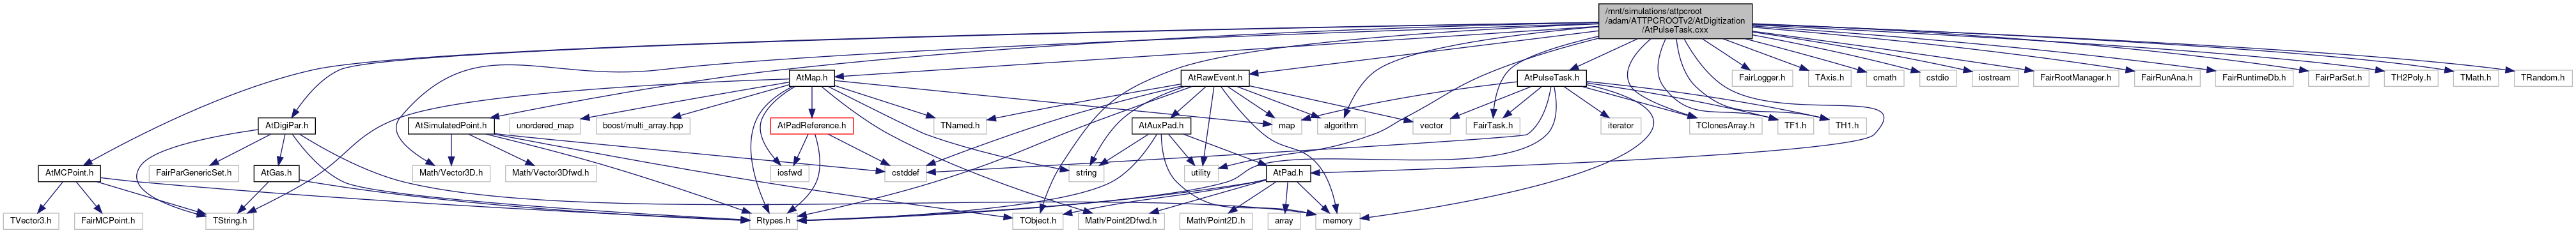 /mnt/simulations/attpcroot
/adam/ATTPCROOTv2/AtDigitization
/AtPulseTask.cxx
AtMap.h
AtRawEvent.h
AtPulseTask.h
FairLogger.h
TAxis.h
cmath
cstdio
iostream
FairRootManager.h
FairRunAna.h
FairRuntimeDb.h
FairParSet.h
TH2Poly.h
TMath.h
TRandom.h
AtDigiPar.h
AtSimulatedPoint.h
unordered_map
boost/multi_array.hpp
AtPadReference.h
TNamed.h
AtAuxPad.h
map
algorithm
vector
FairTask.h
iterator
TClonesArray.h
TF1.h
TH1.h
AtMCPoint.h
FairParGenericSet.h
AtGas.h
Math/Vector3D.h
Math/Vector3Dfwd.h
iosfwd
cstddef
string
utility
AtPad.h
TVector3.h
FairMCPoint.h
TString.h
Rtypes.h
TObject.h
Math/Point2Dfwd.h
Math/Point2D.h
array
memory